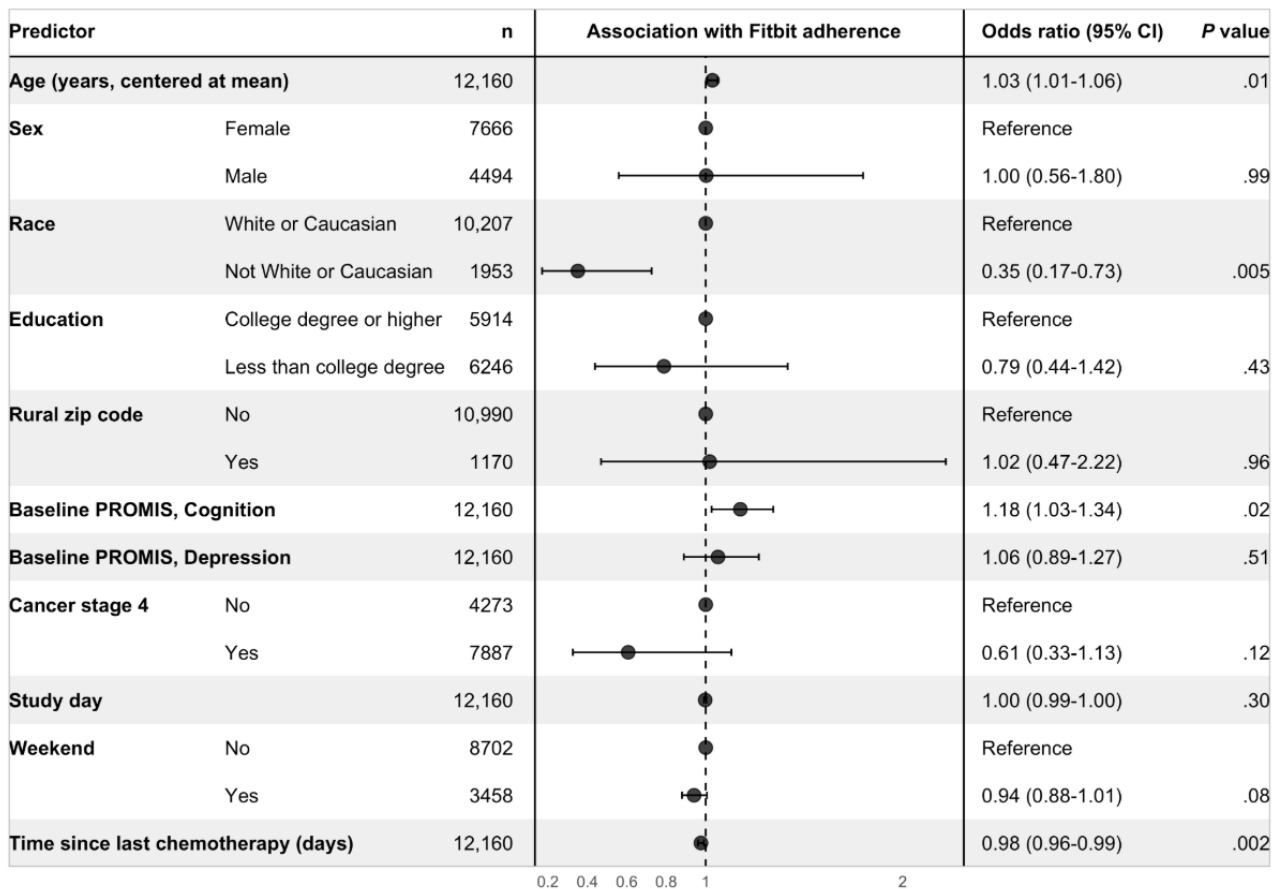 Predictor n Association with Fitbit adherence Odds ratio (95% CI) P value
Age (years, centered at mean) 12,160 1.03 (1.01-1.06) .01
Sex Female 7666 Reference
Male 4494 1.00 (0.56-1.80) .99
Race White or Caucasian 10,207 Reference
Not White or Caucasian 1953 0.35 (0.17-0.73) .005
Education College degree or higher 5914 Reference
Less than college degree 6246 0.79 (0.44-1.42) .43
Rural zip code No 10,990 Reference
Yes 1170 1.02 (0.47-2.22) .96
Baseline PROMIS, Cognition 12,160 1.18 (1.03-1.34) .02
Baseline PROMIS, Depression 12,160 1.06 (0.89-1.27) .51
Cancer stage 4 No 4273 Reference
Yes 7887 0.61 (0.33-1.13) .12
Study day 12,160 1.00 (0.99-1.00) .30
Weekend No 8702 Reference
Yes 3458 0.94 (0.88-1.01) .08
Time since last chemotherapy (days) 12,160 0.98 (0.96-0.99) .002
0.2 0.4 0.6 0.8 1 2